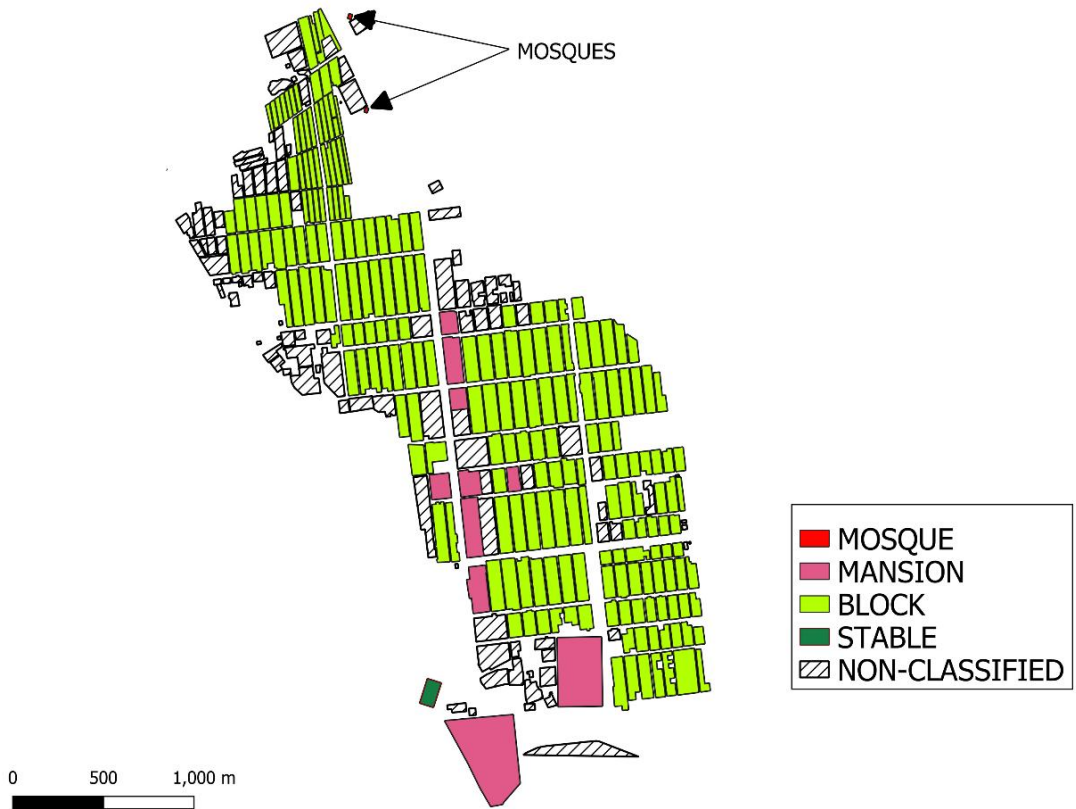 MOSQUES
MOSQUE
MANSION
BLOCK
STABLE
NON-CLASSIFIED
0 500 1,000 m